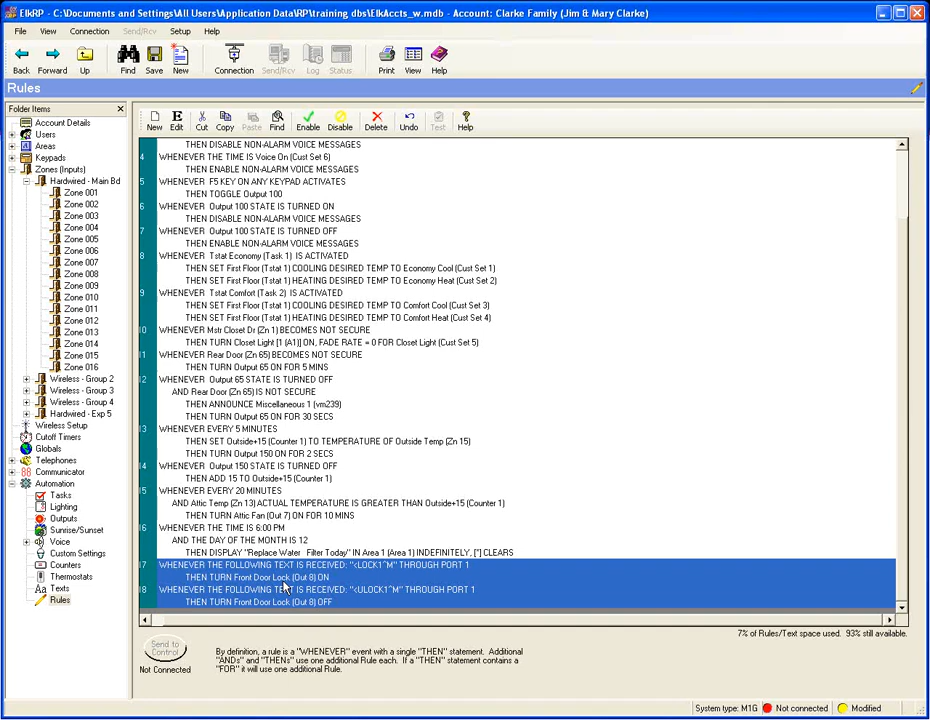 ElkRP - C:\Documents and Settings\All Users\Application Data\RP\training dbs\ElkAccts_w.mdb - Account: Clarke Family (Jim & Mary Clarke)
File View Connection Send/Rcv Setup Help
Back Forward Up Find Save New Connection Send/Rcv Log Status Print View Help
Rules
Folder Items
Account Details
Users
Areas
Keypads
Zones (Inputs)
Hardwired - Main Bd
Zone 001
Zone 002
Zone 003
Zone 004
Zone 005
Zone 006
Zone 007
Zone 008
Zone 009
Zone 010
Zone 011
Zone 012
Zone 013
Zone 014
Zone 015
Zone 016
Wireless - Group 2
Wireless - Group 3
Wireless - Group 4
Hardwired - Exp 5
Wireless Setup
Cutoff Timers
Globals
Telephones
Communicator
Automation
Tasks
Lighting
Outputs
Sunrise/Sunset
Voice
Custom Settings
Counters
Thermostats
Texts
Rules
New Edit Cut Copy Paste Find Enable Disable Delete Undo Test Help
THEN DISABLE NON-ALARM VOICE MESSAGES
4 WHENEVER THE TIME IS Voice On (Cust Set 6)
THEN ENABLE NON-ALARM VOICE MESSAGES
5 WHENEVER F5 KEY ON ANY KEYPAD ACTIVATES
THEN TOGGLE Output 100
6 WHENEVER Output 100 STATE IS TURNED ON
THEN DISABLE NON-ALARM VOICE MESSAGES
7 WHENEVER Output 100 STATE IS TURNED OFF
THEN ENABLE NON-ALARM VOICE MESSAGES
8 WHENEVER Tstat Economy (Task 1) IS ACTIVATED
THEN SET First Floor (Tstat 1) COOLING DESIRED TEMP TO Economy Cool (Cust Set 1)
THEN SET First Floor (Tstat 1) HEATING DESIRED TEMP TO Economy Heat (Cust Set 2)
9 WHENEVER Tstat Comfort (Task 2) IS ACTIVATED
THEN SET First Floor (Tstat 1) COOLING DESIRED TEMP TO Comfort Cool (Cust Set 3)
THEN SET First Floor (Tstat 1) HEATING DESIRED TEMP TO Comfort Heat (Cust Set 4)
10 WHENEVER Mstr Closet Dr (Zn 1) BECOMES NOT SECURE
THEN TURN Closet Light [1 (A1)] ON, FADE RATE = 0 FOR Closet Light (Cust Set 5)
11 WHENEVER Rear Door (Zn 65) BECOMES NOT SECURE
THEN TURN Output 65 ON FOR 5 MINS
12 WHENEVER Output 65 STATE IS TURNED OFF
AND Rear Door (Zn 65) IS NOT SECURE
THEN ANNOUNCE Miscellaneous 1 (vm239)
THEN TURN Output 65 ON FOR 30 SECS
13 WHENEVER EVERY 5 MINUTES
THEN SET Outside+15 (Counter 1) TO TEMPERATURE OF Outside Temp (Zn 15)
THEN TURN Output 150 ON FOR 2 SECS
14 WHENEVER Output 150 STATE IS TURNED OFF
THEN ADD 15 TO Outside+15 (Counter 1)
15 WHENEVER EVERY 20 MINUTES
AND Attic Temp (Zn 13) ACTUAL TEMPERATURE IS GREATER THAN Outside+15 (Counter 1)
THEN TURN Attic Fan (Out 7) ON FOR 10 MINS
16 WHENEVER THE TIME IS 6:00 PM
AND THE DAY OF THE MONTH IS 12
THEN DISPLAY "Replace Water Filter Today" IN Area 1 (Area 1) INDEFINITELY, [*] CLEARS
17 WHENEVER THE FOLLOWING TEXT IS RECEIVED: "<LOCK1^M" THROUGH PORT 1
THEN TURN Front Door Lock (Out 8) ON
18 WHENEVER THE FOLLOWING TEXT IS RECEIVED: "<ULOCK1^M" THROUGH PORT 1
THEN TURN Front Door Lock (Out 8) OFF
7% of Rules/Text space used. 93% still available.
Send to Control
Not Connected
By definition, a rule is a "WHENEVER" event with a single "THEN" statement. Additional
"ANDs" and "THENs" use one additional Rule each. If a "THEN" statement contains a
"FOR" it will use one additional Rule.
System type: M1G Not connected Modified